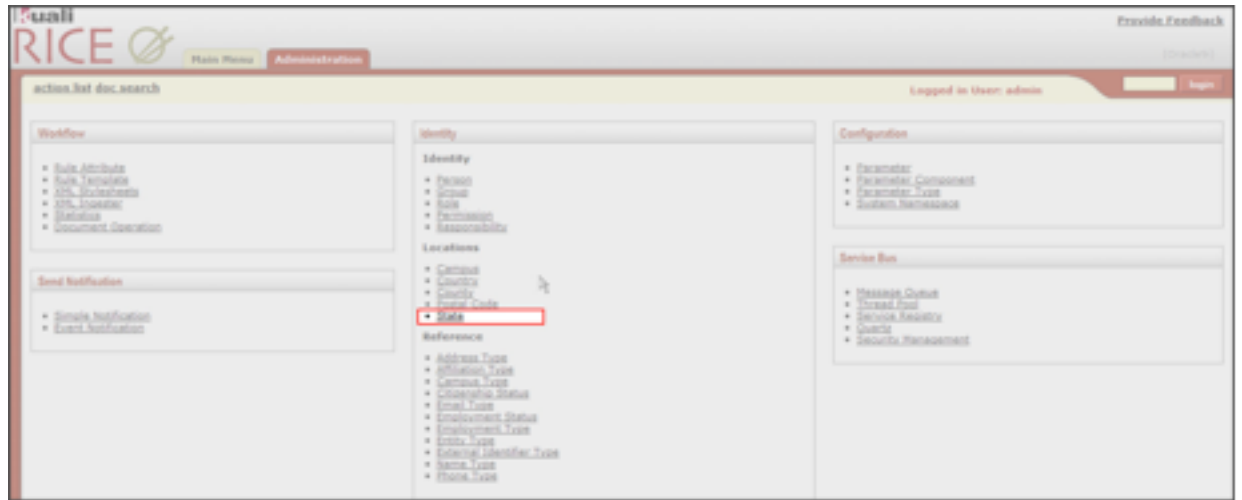 Kuali
RICE
Provide Feedback
Main Menu
Administration
action list doc search
Logged in User: admin
login
Workflow
Rule Attribute
Rule Template
XML Stylesheets
XML Ingester
Statistics
Document Operation
Send Notification
Simple Notification
Event Notification
Identity
Identity
Person
Group
Role
Permission
Responsibility
Locations
Campus
Country
County
Postal Code
State
Reference
Address Type
Affiliation Type
Campus Type
Citizenship Status
Email Type
Employment Status
Employment Type
Entity Type
External Identifier Type
Name Type
Phone Type
Configuration
Parameter
Parameter Component
Parameter Type
System Namespace
Service Bus
Message Queue
Thread Pool
Service Registry
Quartz
Security Management